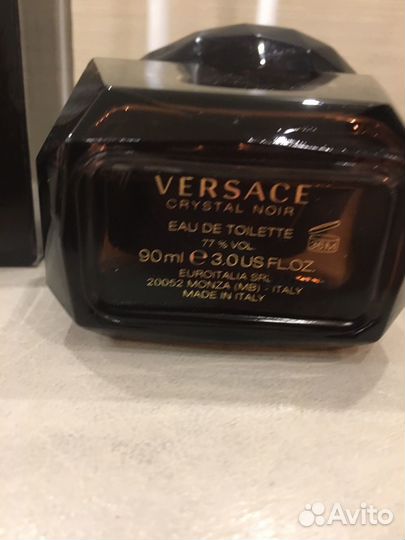 VERSACE
CRYSTAL NOIR
EAU DE TOILETTE
77 % VOL.
90 ml ℮ 3.0 US FL.OZ.
EUROITALIA SRL
20052 MONZA (MB) - ITALY
MADE IN ITALY
Avito